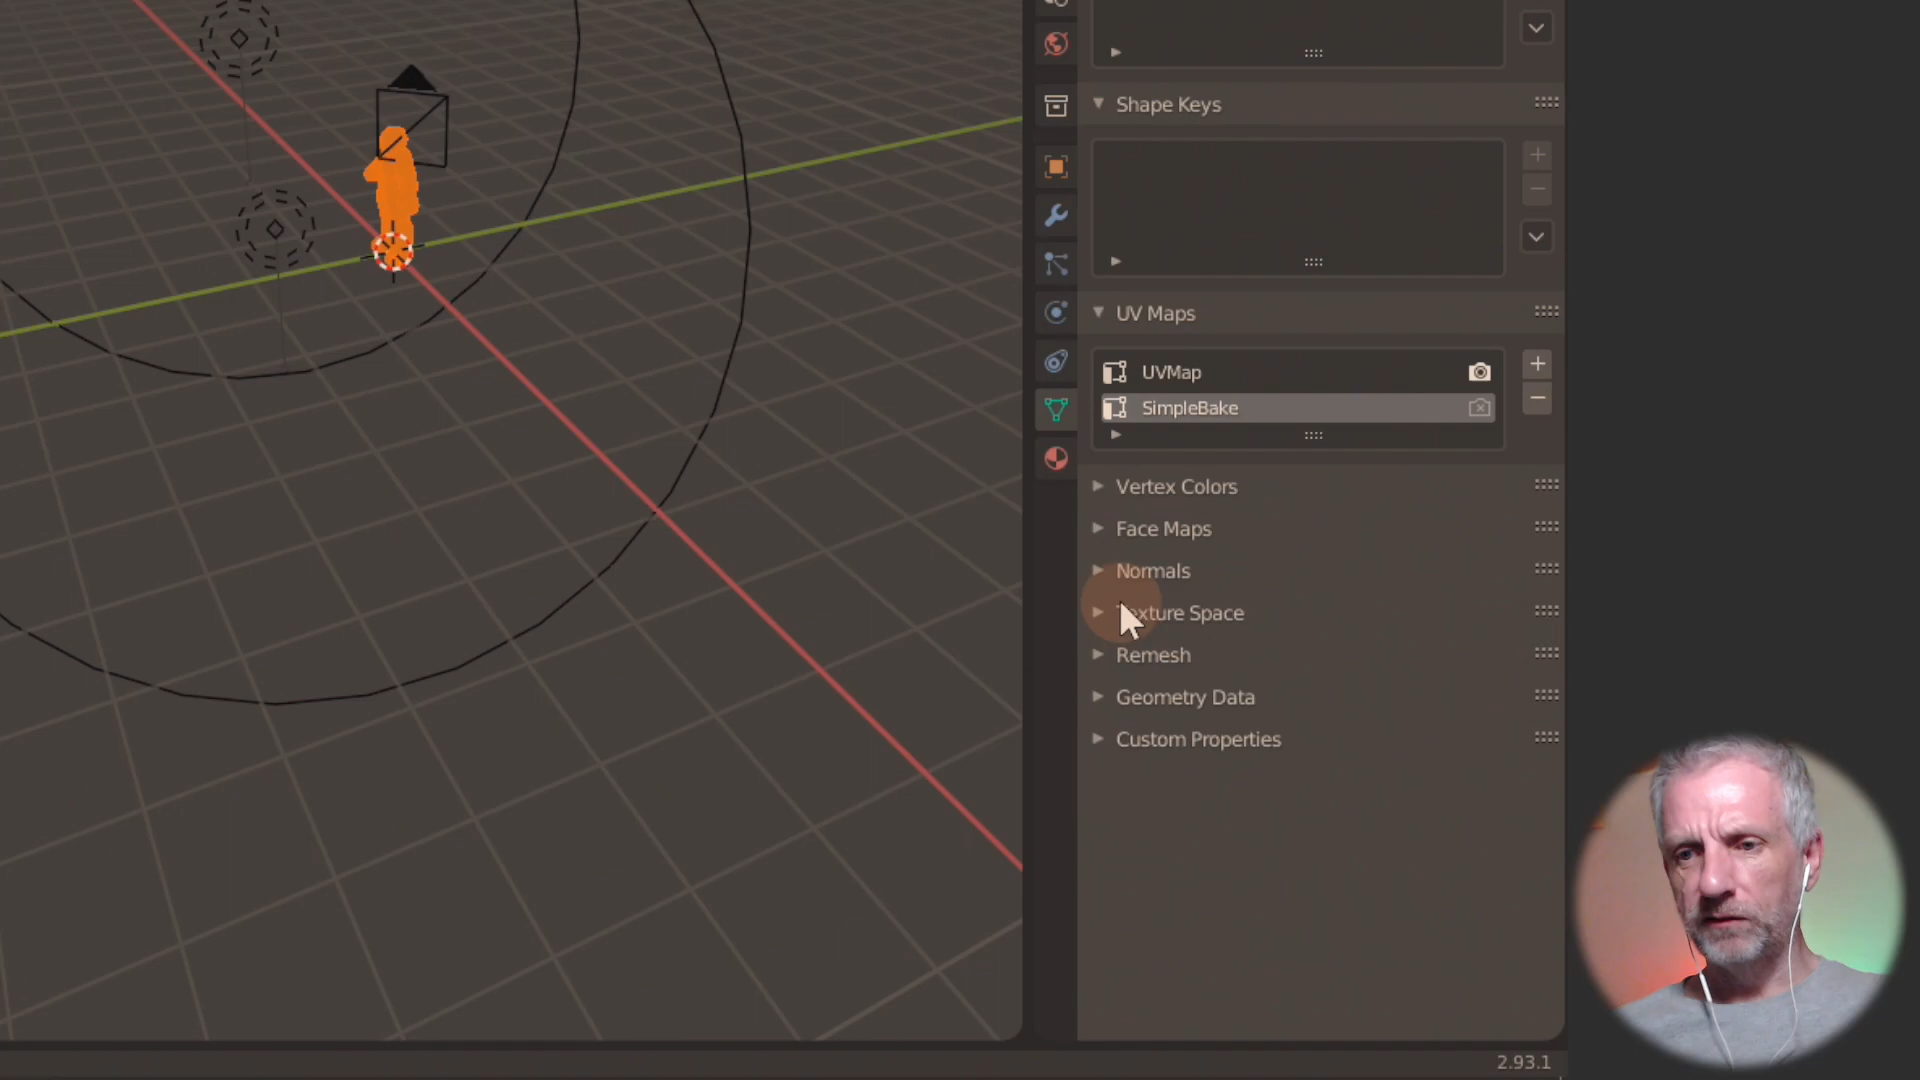 Shape Keys
UV Maps
UVMap
SimpleBake
Vertex Colors
Face Maps
Normals
Texture Space
Remesh
Geometry Data
Custom Properties
2.93.1